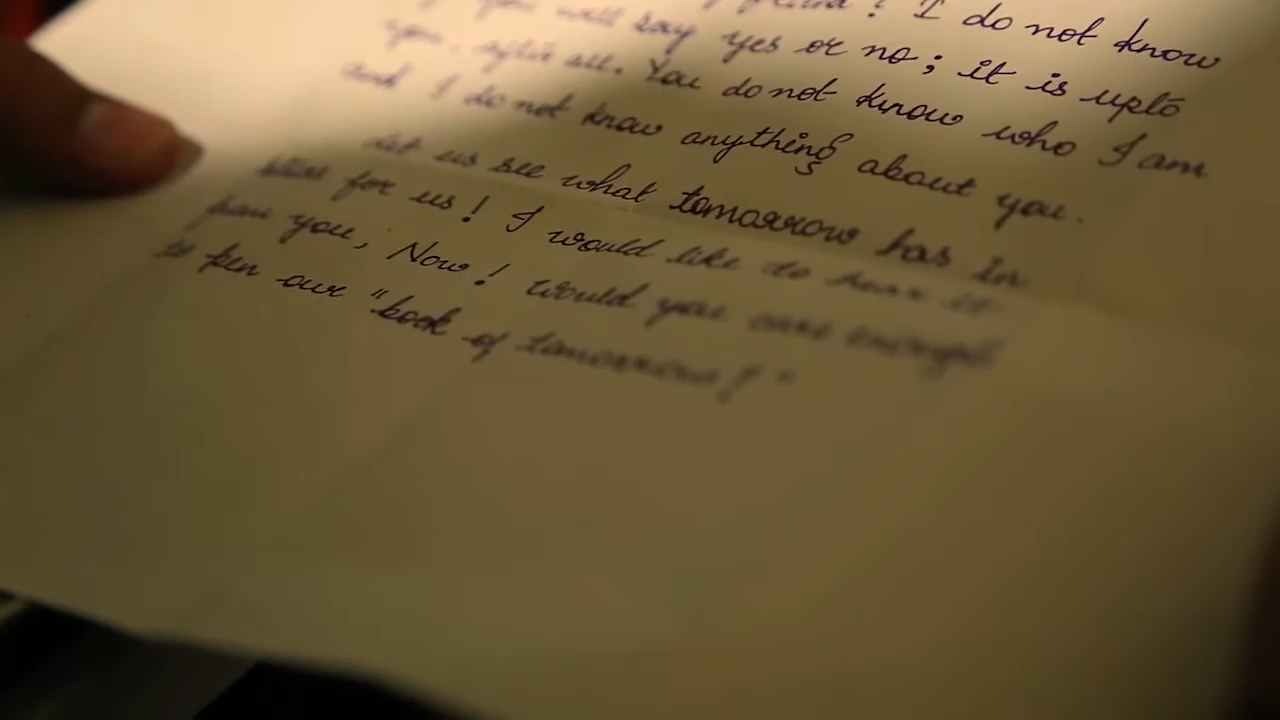 I do not know
you will say yes or no; it is upto
you, after all. You do not know who I am
and I do not know anything about you.
Let us see what tomorrow has in
store for us! I would like to hear it
from you, Now! Would you care enough
to pen our "book of tomorrow!"